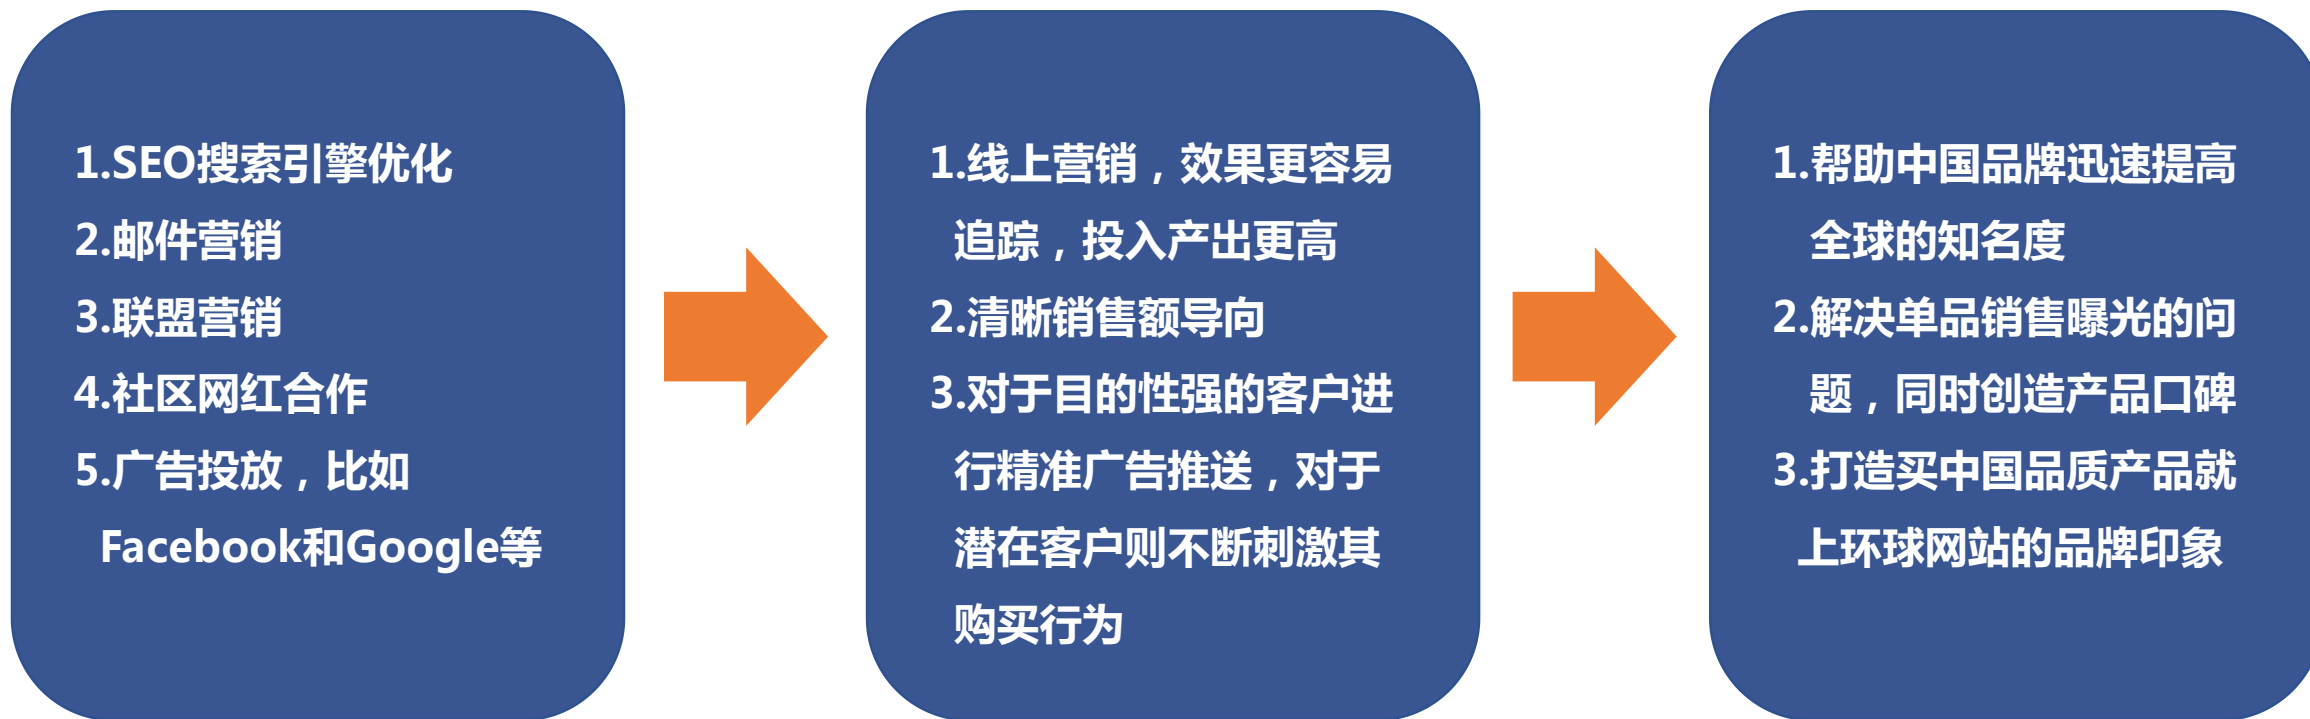 1.SEO搜索引擎优化
2.邮件营销
3.联盟营销
4.社区网红合作
5.广告投放，比如
Facebook和Google等
1.线上营销，效果更容易
追踪，投入产出更高
2.清晰销售额导向
3.对于目的性强的客户进
行精准广告推送，对于
潜在客户则不断刺激其
购买行为
1.帮助中国品牌迅速提高
全球的知名度
2.解决单品销售曝光的问
题，同时创造产品口碑
3.打造买中国品质产品就
上环球网站的品牌印象